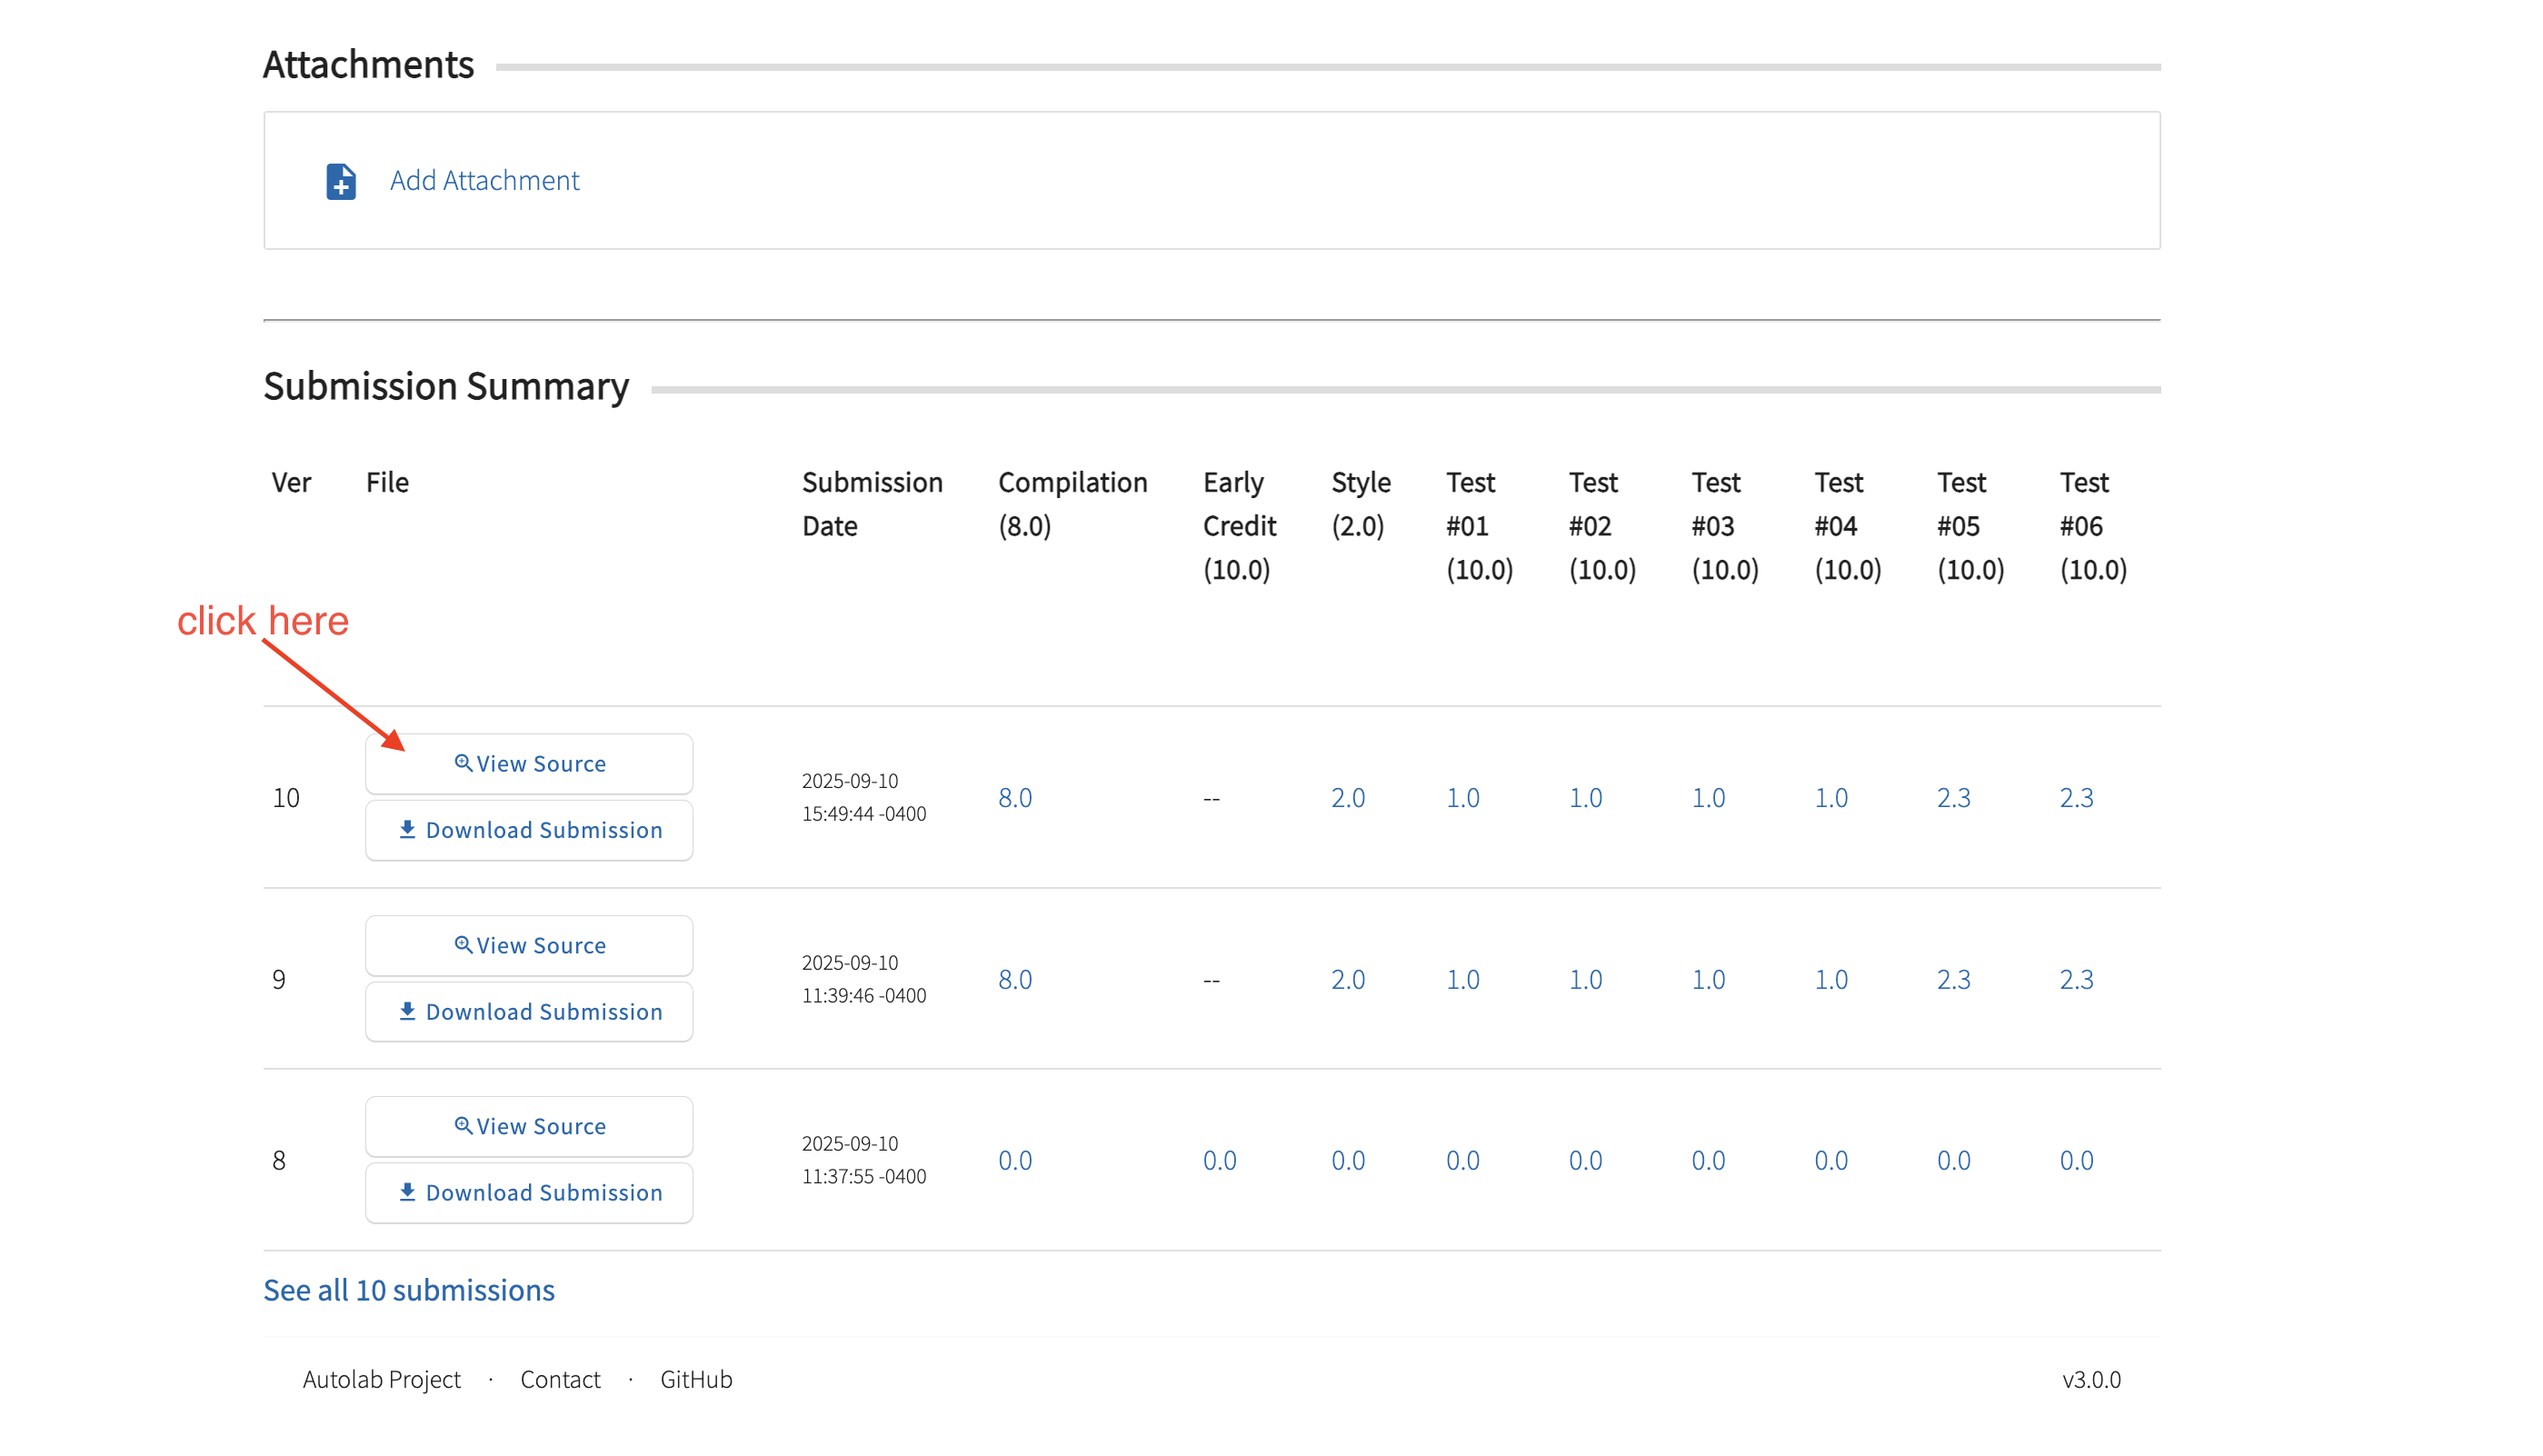 Attachments
Add Attachment
Submission Summary
Ver File Submission Date Compilation (8.0) Early Credit (10.0) Style (2.0) Test #01 (10.0) Test #02 (10.0) Test #03 (10.0) Test #04 (10.0) Test #05 (10.0) Test #06 (10.0)
click here
View Source
10 2025-09-10 15:49:44 -0400 8.0 -- 2.0 1.0 1.0 1.0 1.0 2.3 2.3
Download Submission
View Source
9 2025-09-10 11:39:46 -0400 8.0 -- 2.0 1.0 1.0 1.0 1.0 2.3 2.3
Download Submission
View Source
8 2025-09-10 11:37:55 -0400 0.0 0.0 0.0 0.0 0.0 0.0 0.0 0.0 0.0
Download Submission
See all 10 submissions
Autolab Project · Contact · GitHub v3.0.0